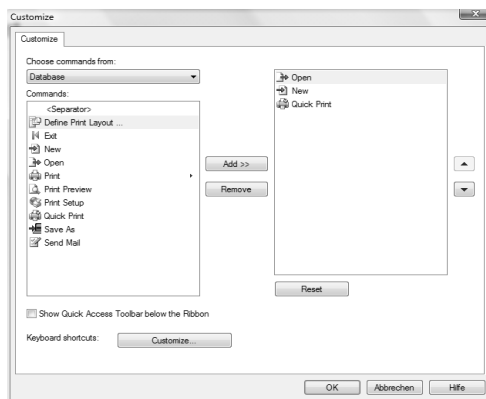 Customize
Customize
Choose commands from:
Database
Commands:
<Separator>
Define Print Layout ...
Exit
New
Open
Print
Print Preview
Print Setup
Quick Print
Save As
Send Mail
Add >>
Remove
Open
New
Quick Print
Reset
Show Quick Access Toolbar below the Ribbon
Keyboard shortcuts:
Customize...
OK
Abbrechen
Hilfe